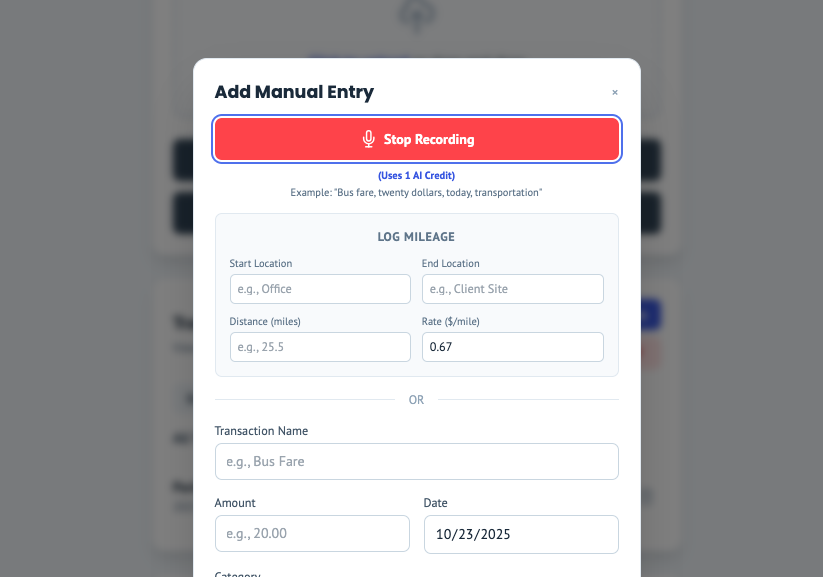 Add Manual Entry
×
Stop Recording
(Uses 1 AI Credit)
Example: "Bus fare, twenty dollars, today, transportation"
LOG MILEAGE
Start Location
End Location
e.g., Office
e.g., Client Site
Distance (miles)
Rate ($/mile)
e.g., 25.5
0.67
OR
Transaction Name
e.g., Bus Fare
Amount
Date
e.g., 20.00
10/23/2025
Category